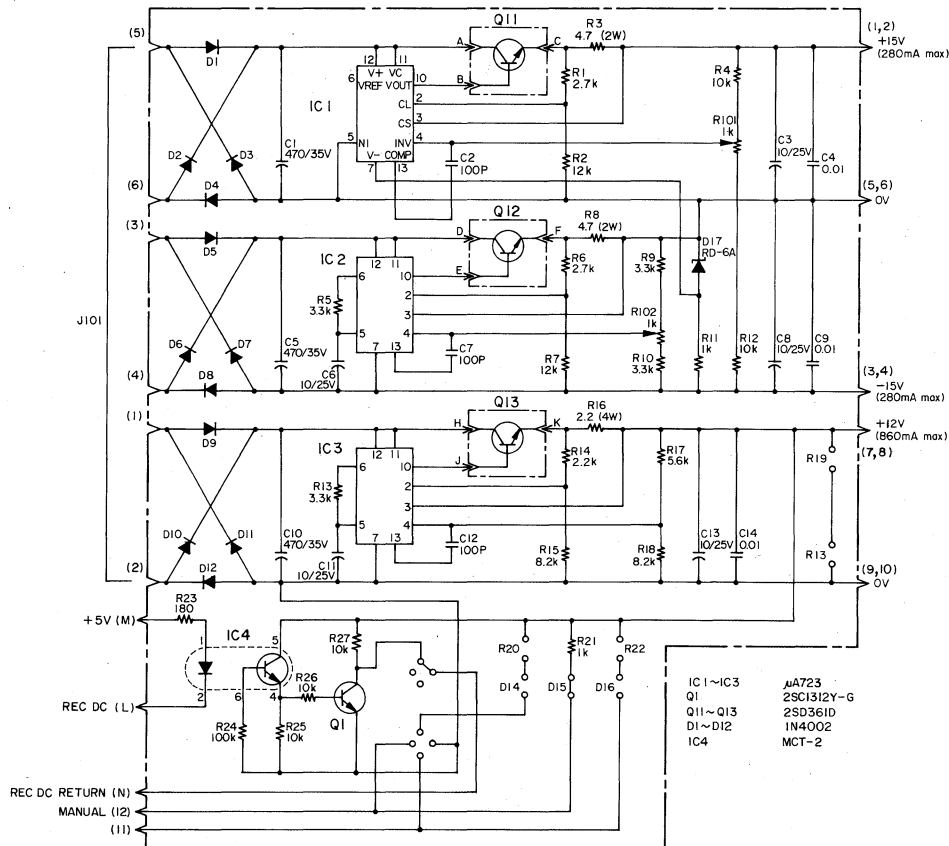 Q11
(5)
D1
A
C
R3
4.7 (2W)
(1,2)
+15V
(280mA max)
12
11
V+ VC
6 VREF VOUT 10
B
R1
2.7k
R4
10k
CL 2
IC 1
CS 3
R101
1k
5 NI
INV 4
V- COMP
7
13
C1
470/35V
C2
100P
R2
12k
C3
10/25V
C4
0.01
D2
D3
(6)
D4
(5,6)
0V
(3)
D5
Q12
D
F
R8
4.7 (2W)
D17
RD-6A
IC 2
12
11
6
10
E
R6
2.7k
R9
3.3k
R5
3.3k
2
3
R102
1k
5
4
7
13
J101
D6
D7
C5
470/35V
C6
10/25V
C7
100P
R7
12k
R10
3.3k
R11
1k
R12
10k
C8
10/25V
C9
0.01
(4)
D8
(3,4)
-15V
(280mA max)
(1)
D9
Q13
H
K
R16
2.2 (4W)
+12V
(860mA max)
(7,8)
IC3
12
11
6
10
J
R14
2.2k
R17
5.6k
R19
R13
3.3k
2
3
5
4
7
13
D10
D11
C10
470/35V
C11
10/25V
C12
100P
R15
8.2k
R18
8.2k
C13
10/25V
C14
0.01
R13
(2)
D12
(9,10)
0V
R23
180
+5V (M)
IC4
1
5
2
6
4
R27
10k
R20
R21
1k
R22
R26
10k
Q1
D14
D15
D16
REC DC (L)
R24
100k
R25
10k
IC1~IC3 μA723
Q1 2SC1312Y-G
Q11~Q13 2SD361D
D1~D12 1N4002
IC4 MCT-2
REC DC RETURN (N)
MANUAL (12)
(11)